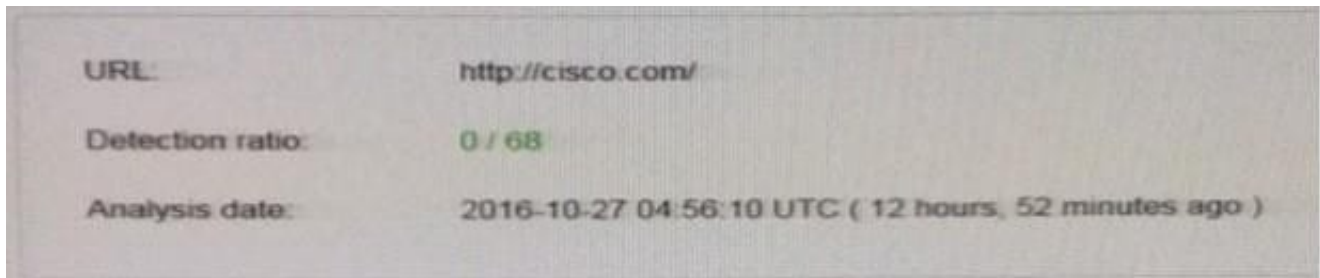 URL: http://cisco.com/
Detection ratio: 0 / 68
Analysis date: 2016-10-27 04:56:10 UTC ( 12 hours, 52 minutes ago )